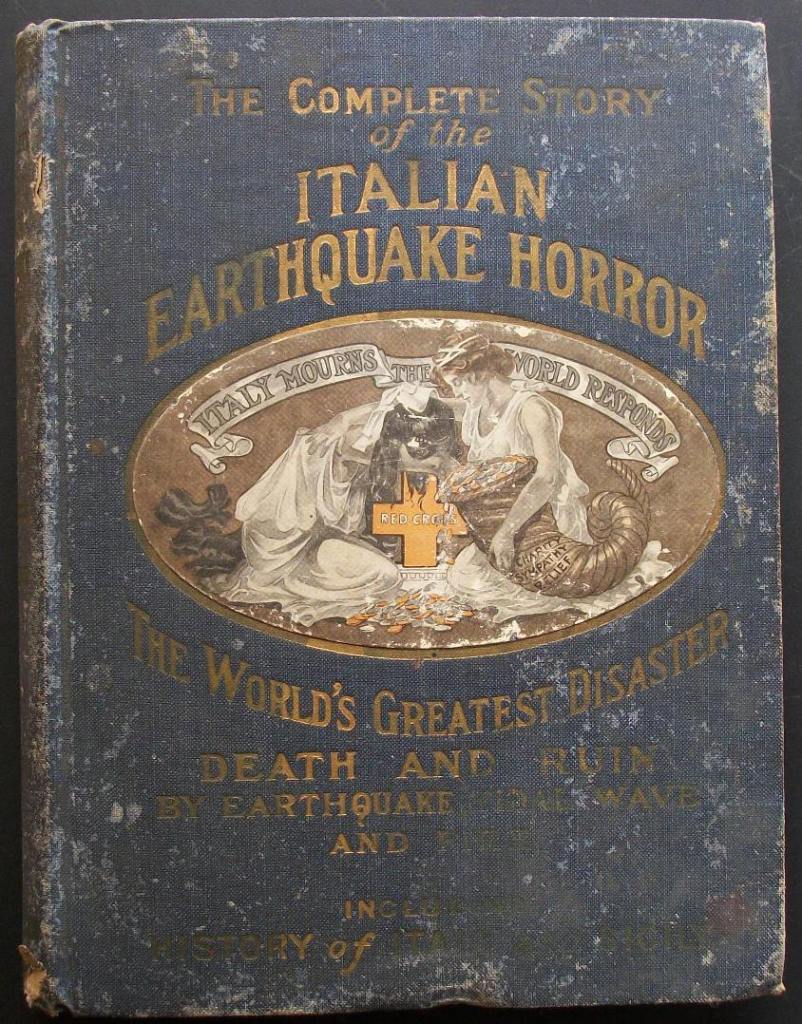 THE COMPLETE STORY
of the
ITALIAN
EARTHQUAKE HORROR
ITALY MOURNS THE WORLD RESPONDS
RED CROSS
CHARITY
SYMPATHY
RELIEF
THE WORLD'S GREATEST DISASTER
DEATH AND RUIN
BY EARTHQUAKE, TIDAL WAVE
AND FIRE
INCLUDING
HISTORY of ITALY AND SICILY